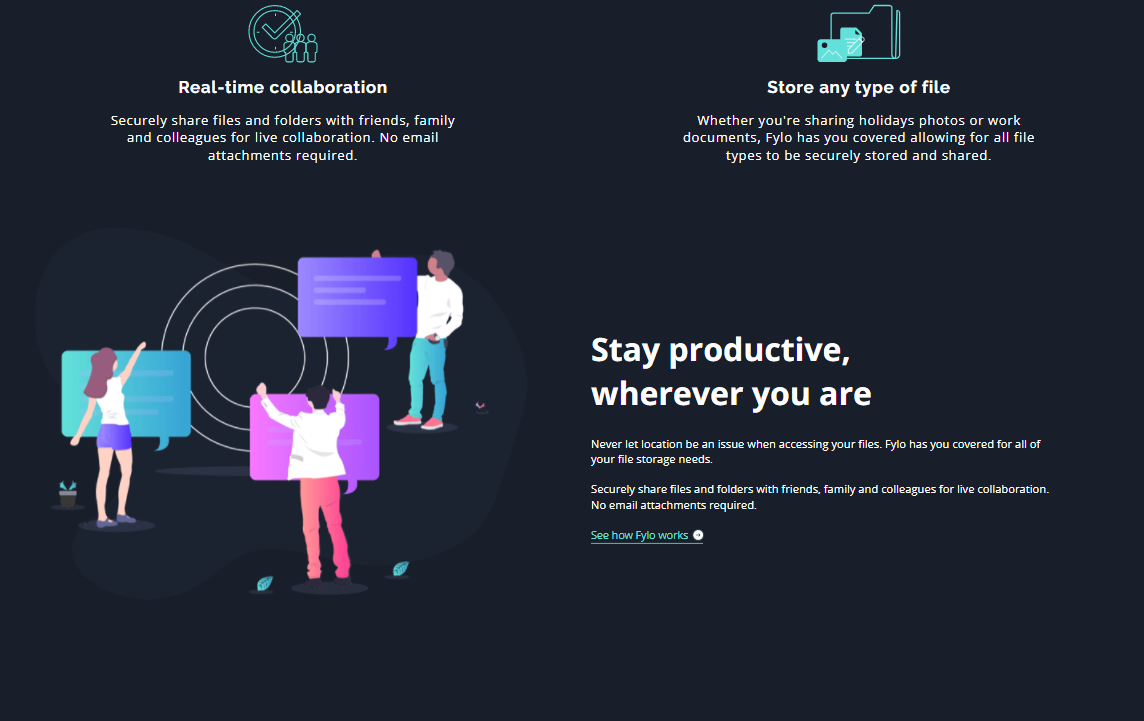 Real-time collaboration
Securely share files and folders with friends, family
and colleagues for live collaboration. No email
attachments required.
Store any type of file
Whether you're sharing holidays photos or work
documents, Fylo has you covered allowing for all file
types to be securely stored and shared.
Stay productive,
wherever you are
Never let location be an issue when accessing your files. Fylo has you covered for all of
your file storage needs.
Securely share files and folders with friends, family and colleagues for live collaboration.
No email attachments required.
See how Fylo works